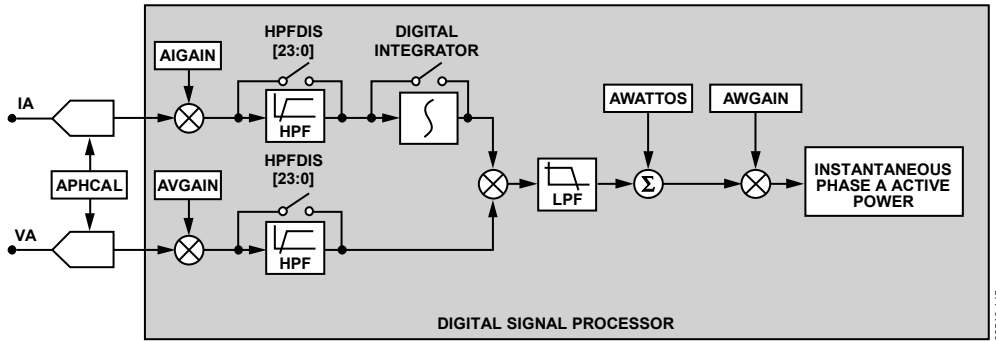 HPFDIS
[23:0]
DIGITAL
INTEGRATOR
AIGAIN
IA
HPF
AWATTOS
AWGAIN
HPFDIS
[23:0]
APHCAL
AVGAIN
Σ
INSTANTANEOUS
PHASE A ACTIVE
POWER
LPF
VA
HPF
DIGITAL SIGNAL PROCESSOR